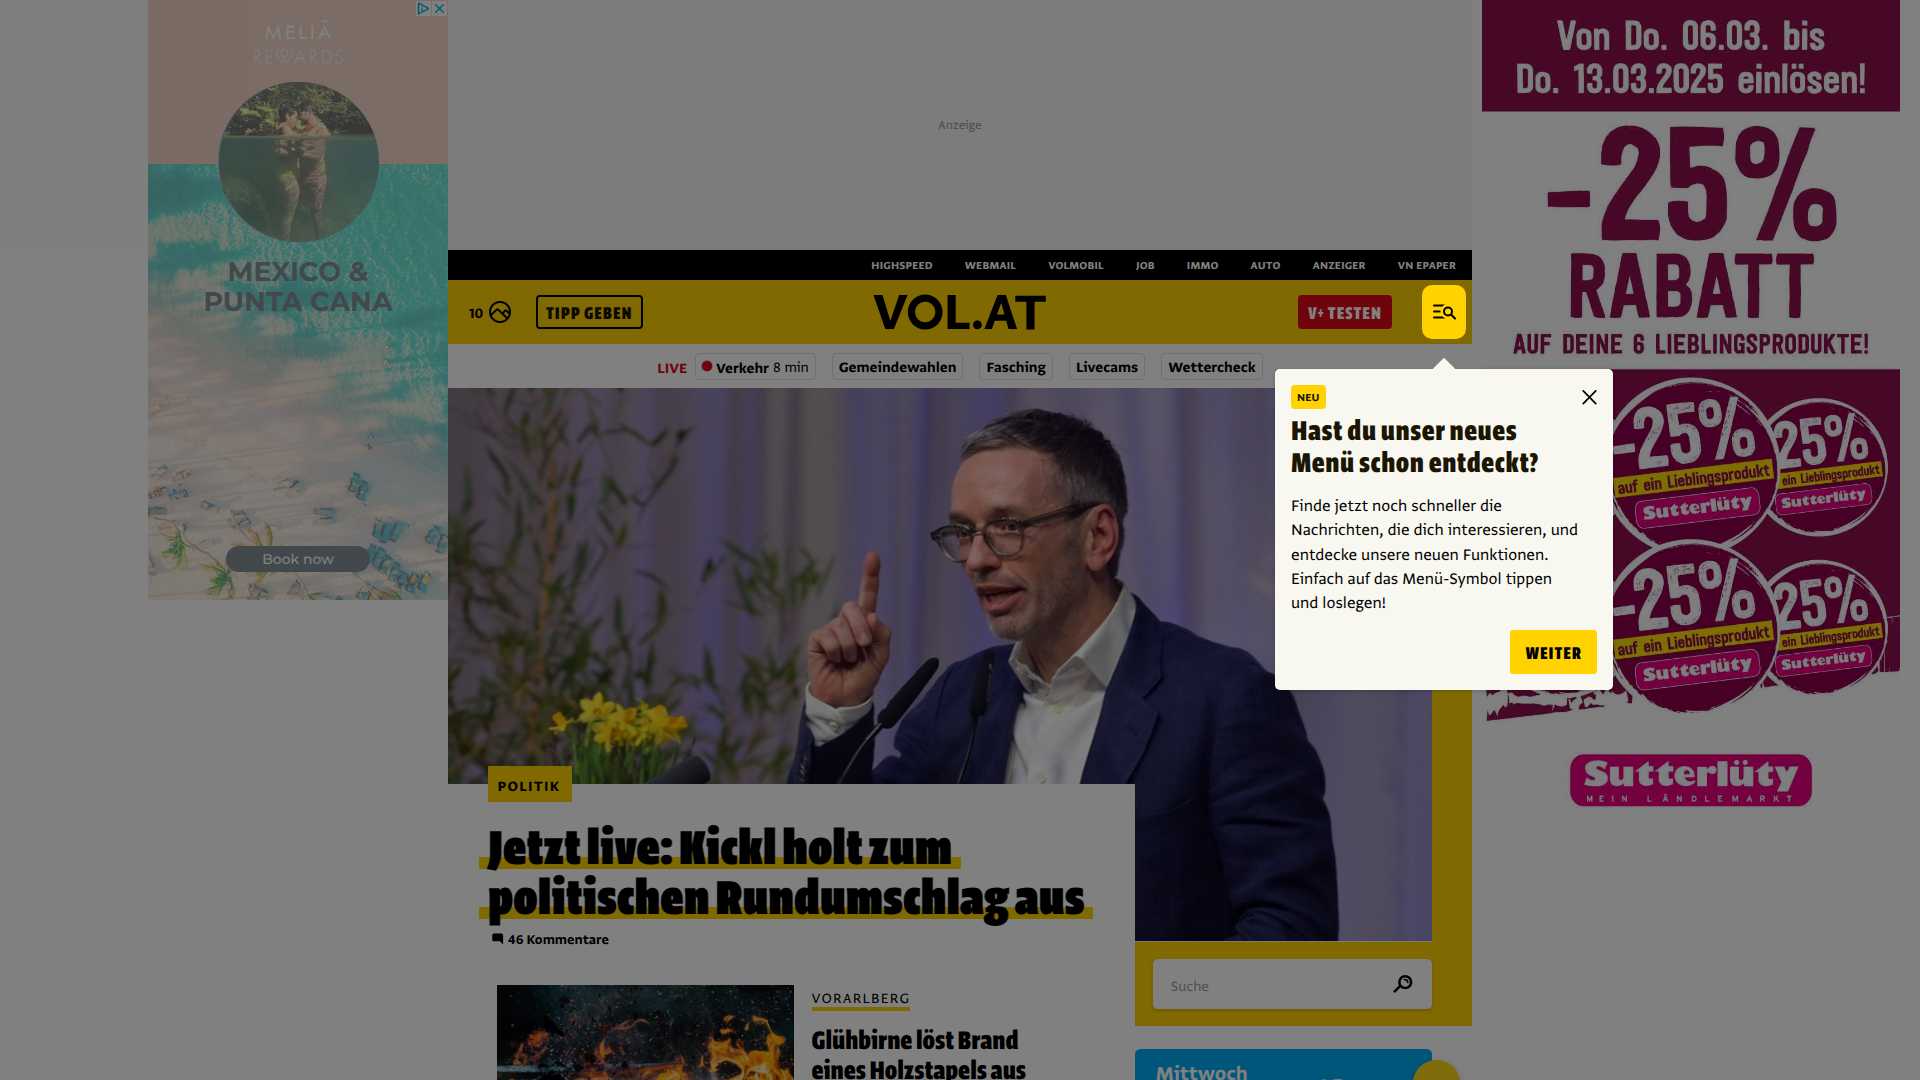 MELIÁ
REWARDS
MEXICO &
PUNTA CANA
Book now
Anzeige
HIGHSPEED
WEBMAIL
VOLMOBIL
JOB
IMMO
AUTO
ANZEIGER
VN EPAPER
10
TIPP GEBEN
VOL.AT
V+ TESTEN
LIVE
Verkehr 8 min
Gemeindewahlen
Fasching
Livecams
Wettercheck
NEU
Hast du unser neues
Menü schon entdeckt?
Finde jetzt noch schneller die
Nachrichten, die dich interessieren, und
entdecke unsere neuen Funktionen.
Einfach auf das Menü-Symbol tippen
und loslegen!
WEITER
POLITIK
Jetzt live: Kickl holt zum
politischen Rundumschlag aus
46 Kommentare
VORARLBERG
Glühbirne löst Brand
eines Holzstapels aus
Suche
Mittwoch
Von Do. 06.03. bis
Do. 13.03.2025 einlösen!
-25%
RABATT
AUF DEINE 6 LIEBLINGSPRODUKTE!
-25%
auf ein Lieblingsprodukt
Sutterlüty
25%
ein Lieblingsprodukt
Sutterlüty
-25%
auf ein Lieblingsprodukt
Sutterlüty
25%
ein Lieblingsprodukt
Sutterlüty
Sutterlüty
MEIN LÄNDLEMARKT